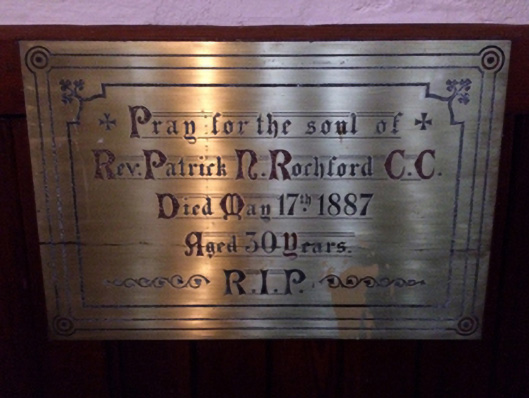 Pray for the soul of
Rev. Patrick N. Rochford C.C.
Died May 17th 1887
Aged 30 Years.
R.I.P.